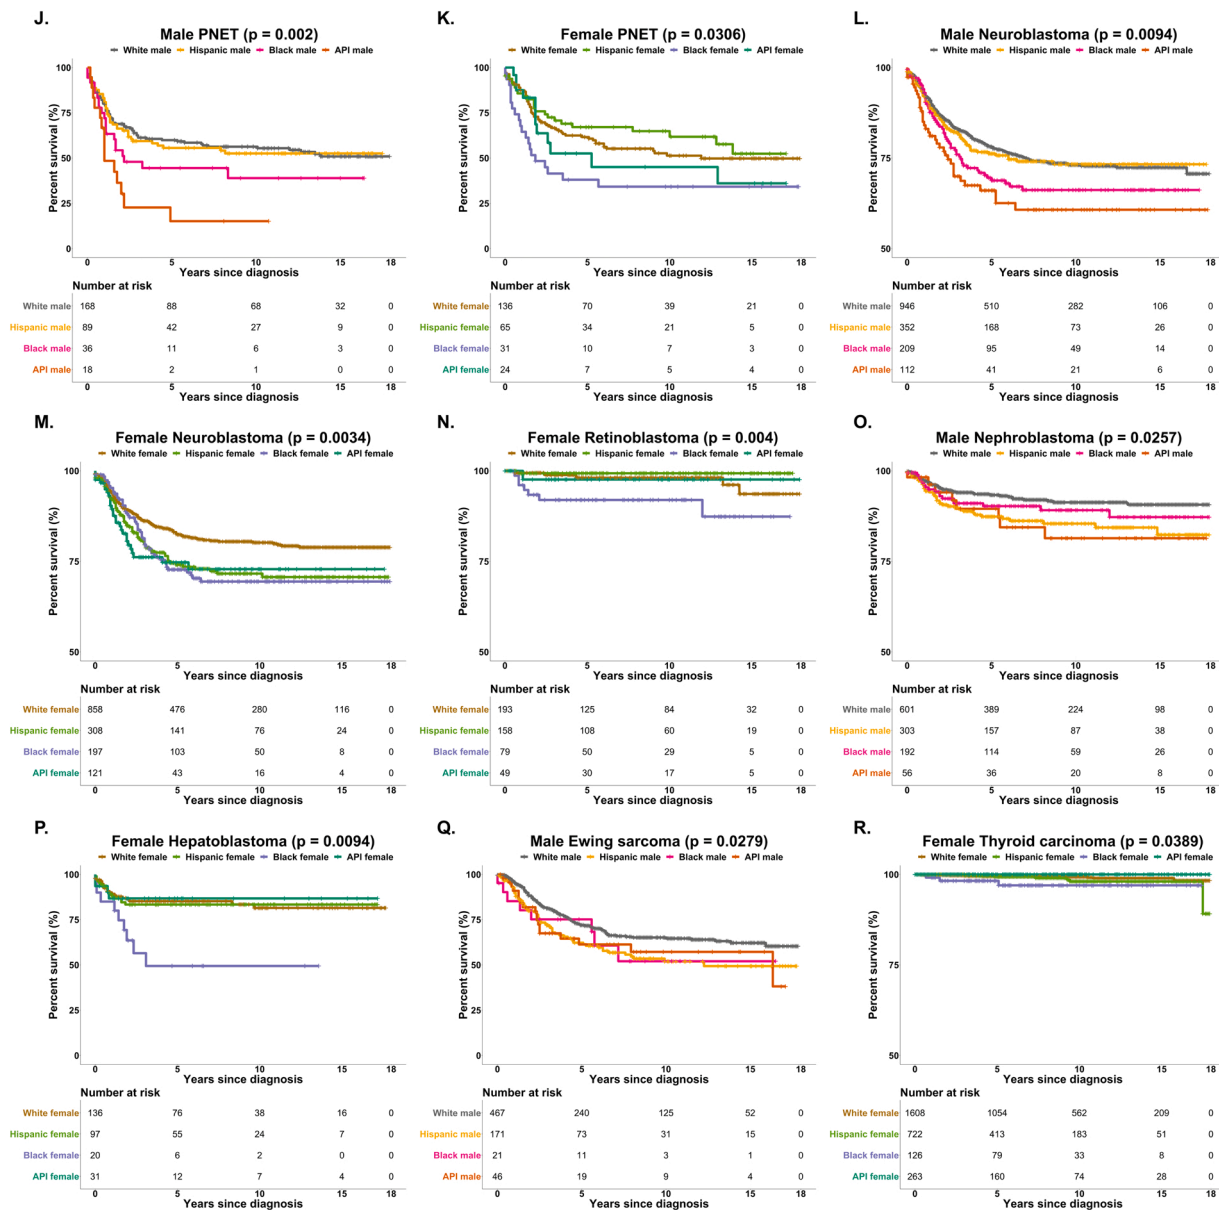 J.
Male PNET (p = 0.002)
White male Hispanic male Black male API male
Percent survival (%)
100
75
50
25
0
0 5 10 15 18
Years since diagnosis
Number at risk
White male 168 88 68 32 0
Hispanic male 89 42 27 9 0
Black male 36 11 6 3 0
API male 18 2 1 0 0
0 5 10 15 18
Years since diagnosis
K.
Female PNET (p = 0.0306)
White female Hispanic female Black female API female
Percent survival (%)
100
75
50
25
0
0 5 10 15 18
Years since diagnosis
Number at risk
White female 136 70 39 21 0
Hispanic female 65 34 21 5 0
Black female 31 10 7 3 0
API female 24 7 5 4 0
0 5 10 15 18
Years since diagnosis
L.
Male Neuroblastoma (p = 0.0094)
White male Hispanic male Black male API male
Percent survival (%)
100
75
50
0 5 10 15 18
Years since diagnosis
Number at risk
White male 946 510 282 106 0
Hispanic male 352 168 73 26 0
Black male 209 95 49 14 0
API male 112 41 21 6 0
0 5 10 15 18
Years since diagnosis
M.
Female Neuroblastoma (p = 0.0034)
White female Hispanic female Black female API female
Percent survival (%)
100
75
50
0 5 10 15 18
Years since diagnosis
Number at risk
White female 858 476 280 116 0
Hispanic female 308 141 76 24 0
Black female 197 103 50 8 0
API female 121 43 16 4 0
0 5 10 15 18
Years since diagnosis
N.
Female Retinoblastoma (p = 0.004)
White female Hispanic female Black female API female
Percent survival (%)
100
75
50
0 5 10 15 18
Years since diagnosis
Number at risk
White female 193 125 84 32 0
Hispanic female 158 108 60 19 0
Black female 79 50 29 5 0
API female 49 30 17 5 0
0 5 10 15 18
Years since diagnosis
O.
Male Nephroblastoma (p = 0.0257)
White male Hispanic male Black male API male
Percent survival (%)
100
75
50
0 5 10 15 18
Years since diagnosis
Number at risk
White male 601 389 224 98 0
Hispanic male 303 157 87 38 0
Black male 192 114 59 26 0
API male 56 36 20 8 0
0 5 10 15 18
Years since diagnosis
P.
Female Hepatoblastoma (p = 0.0094)
White female Hispanic female Black female API female
Percent survival (%)
100
75
50
25
0
0 5 10 15 18
Years since diagnosis
Number at risk
White female 136 76 38 16 0
Hispanic female 97 55 24 7 0
Black female 20 6 2 0 0
API female 31 12 7 4 0
0 5 10 15 18
Years since diagnosis
Q.
Male Ewing sarcoma (p = 0.0279)
White male Hispanic male Black male API male
Percent survival (%)
100
75
50
25
0
0 5 10 15 18
Years since diagnosis
Number at risk
White male 467 240 125 52 0
Hispanic male 171 73 31 15 0
Black male 21 11 3 1 0
API male 46 19 9 4 0
0 5 10 15 18
Years since diagnosis
R.
Female Thyroid carcinoma (p = 0.0389)
White female Hispanic female Black female API female
Percent survival (%)
100
75
50
0 5 10 15 18
Years since diagnosis
Number at risk
White female 1608 1054 562 209 0
Hispanic female 722 413 183 51 0
Black female 126 79 33 8 0
API female 263 160 74 28 0
0 5 10 15 18
Years since diagnosis